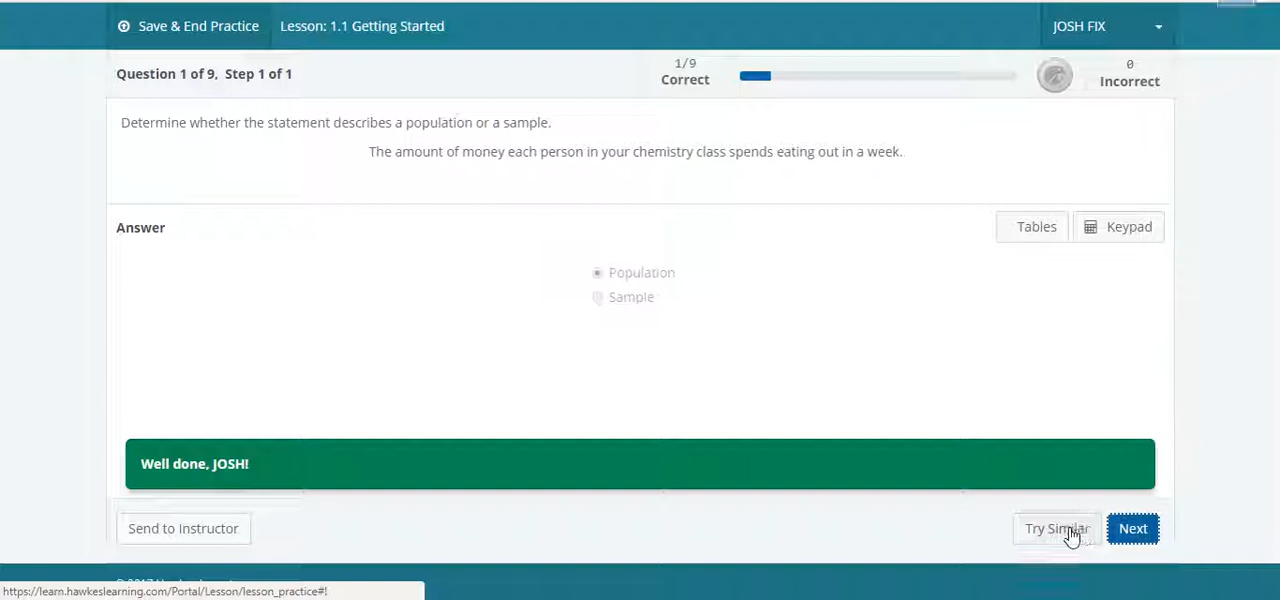 Save & End Practice
Lesson: 1.1 Getting Started
JOSH FIX
Question 1 of 9, Step 1 of 1
1/9
Correct
0
Incorrect
Determine whether the statement describes a population or a sample.
The amount of money each person in your chemistry class spends eating out in a week.
Answer
Tables
Keypad
Population
Sample
Well done, JOSH!
Send to Instructor
Try Similar
Next
https://learn.hawkeslearning.com/Portal/Lesson/lesson_practice#!